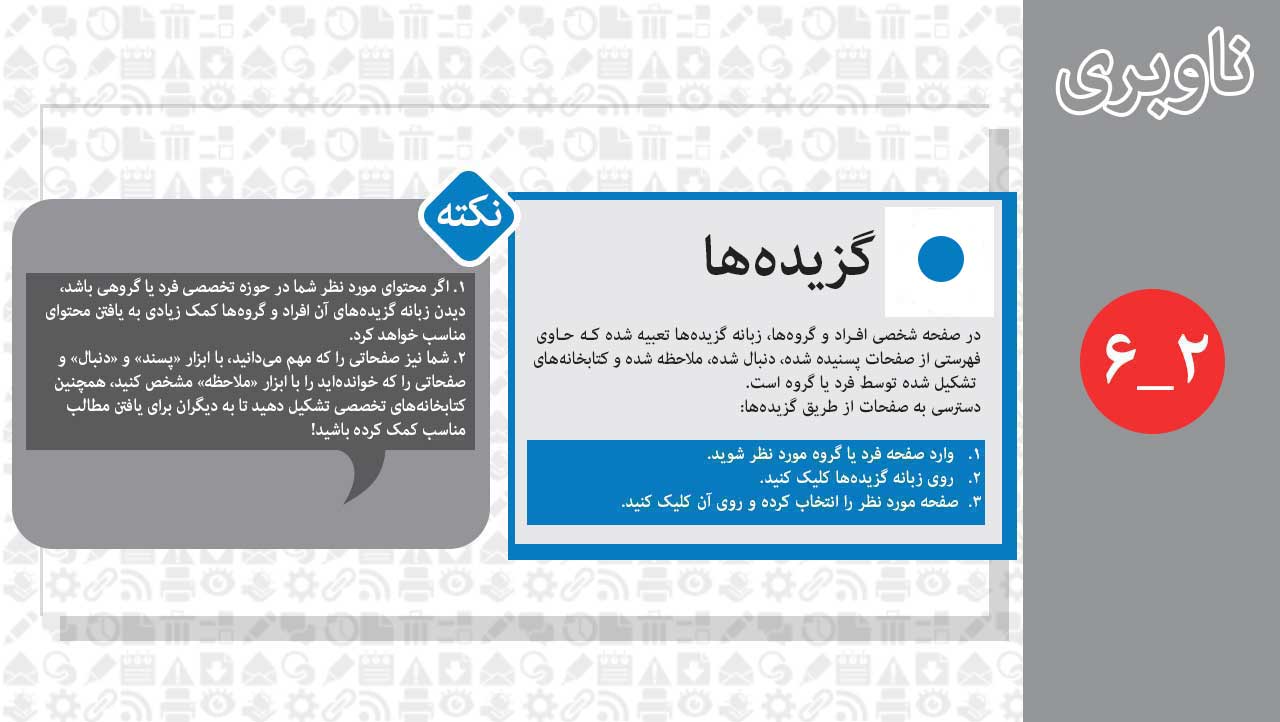 ناوبری
۲_۶
گزیده‌ها
در صفحه شخصی افـراد و گروه‌ها، زبانه گزیده‌ها تعبیه شده کـه حـاوی
فهرستی از صفحات پسنیده شده، دنبال شده، ملاحظه شده و کتابخانه‌های
تشکیل شده توسط فرد یا گروه است.
دسترسی به صفحات از طریق گزیده‌ها:
۱. وارد صفحه فرد یا گروه مورد نظر شوید.
۲. روی زبانه گزیده‌ها کلیک کنید.
۳. صفحه مورد نظر را انتخاب کرده و روی آن کلیک کنید.
نکته
۱. اگر محتوای مورد نظر شما در حوزه تخصصی فرد یا گروهی باشد،
دیدن زبانه گزیده‌های آن افراد و گروه‌ها کمک زیادی به یافتن محتوای
مناسب خواهد کرد.
۲. شما نیز صفحاتی را که مهم می‌دانید، با ابزار «پسند» و «دنبال» و
صفحاتی را که خوانده‌اید را با ابزار «ملاحظه» مشخص کنید، همچنین
کتابخانه‌های تخصصی تشکیل دهید تا به دیگران برای یافتن مطالب
مناسب کمک کرده باشید!